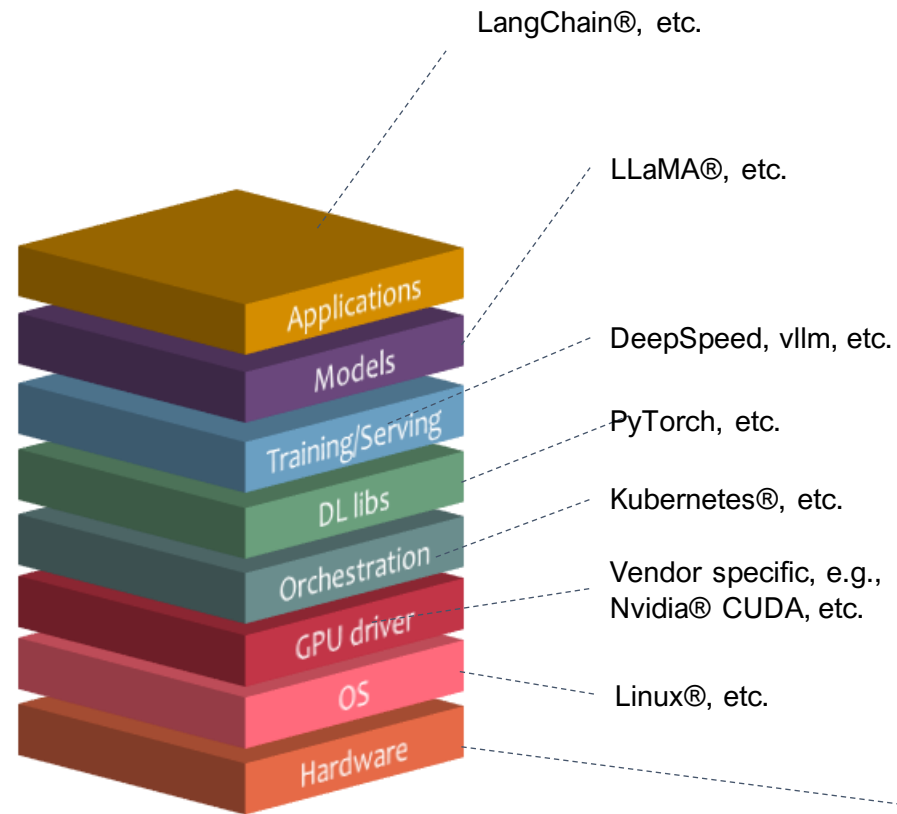 LangChain®, etc.
LLaMA®, etc.
Applications
DeepSpeed, vllm, etc.
Models
Training/Serving
PyTorch, etc.
DL libs
Kubernetes®, etc.
Orchestration
Vendor specific, e.g.,
Nvidia® CUDA, etc.
GPU driver
OS
Linux®, etc.
Hardware